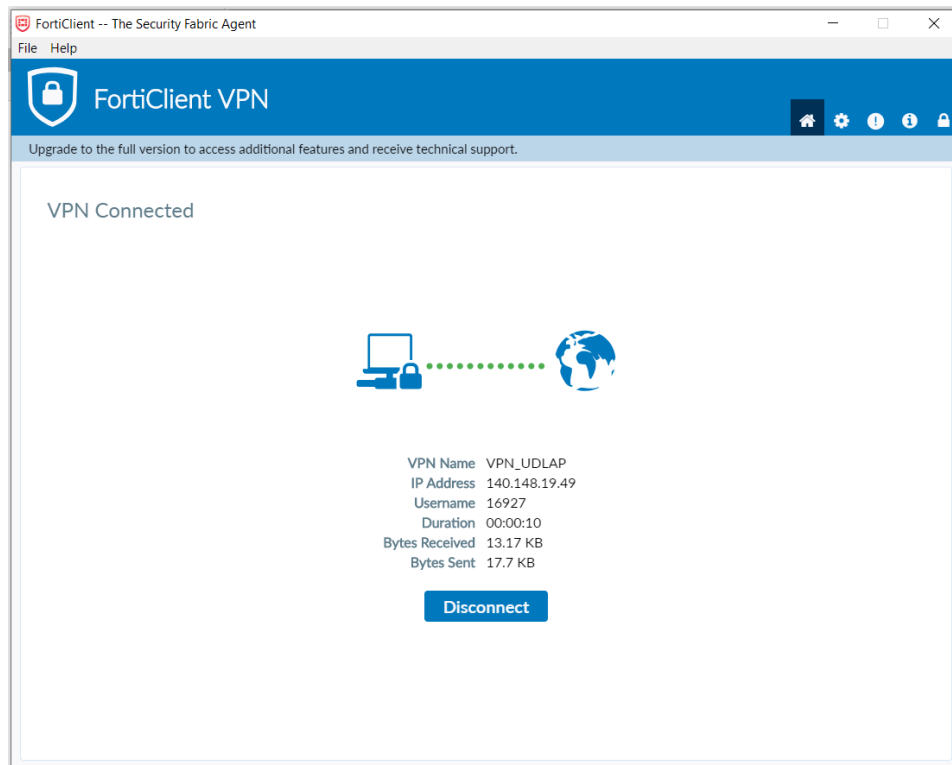 FortiClient -- The Security Fabric Agent
File Help
FortiClient VPN
Upgrade to the full version to access additional features and receive technical support.
VPN Connected
VPN Name VPN_UDLAP
IP Address 140.148.19.49
Username 16927
Duration 00:00:10
Bytes Received 13.17 KB
Bytes Sent 17.7 KB
Disconnect